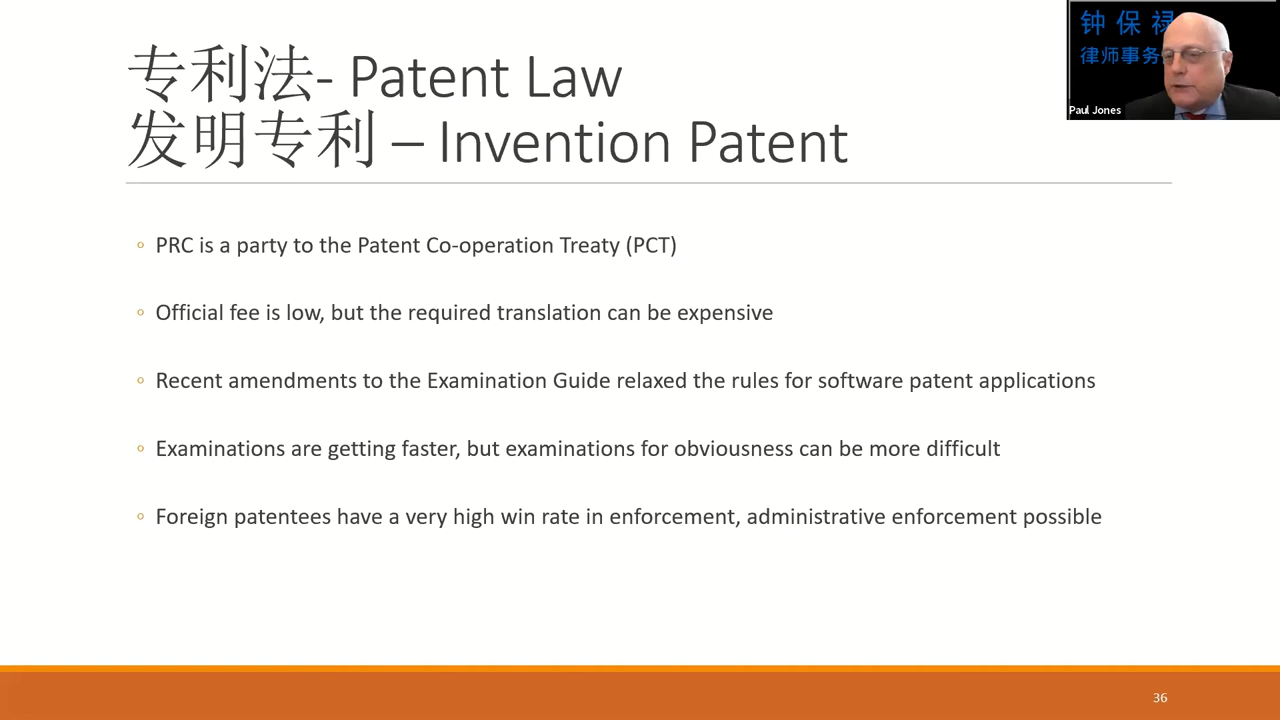 专利法- Patent Law
发明专利 – Invention Patent
钟保禄
律师事务
Paul Jones
◦ PRC is a party to the Patent Co-operation Treaty (PCT)
◦ Official fee is low, but the required translation can be expensive
◦ Recent amendments to the Examination Guide relaxed the rules for software patent applications
◦ Examinations are getting faster, but examinations for obviousness can be more difficult
◦ Foreign patentees have a very high win rate in enforcement, administrative enforcement possible
36